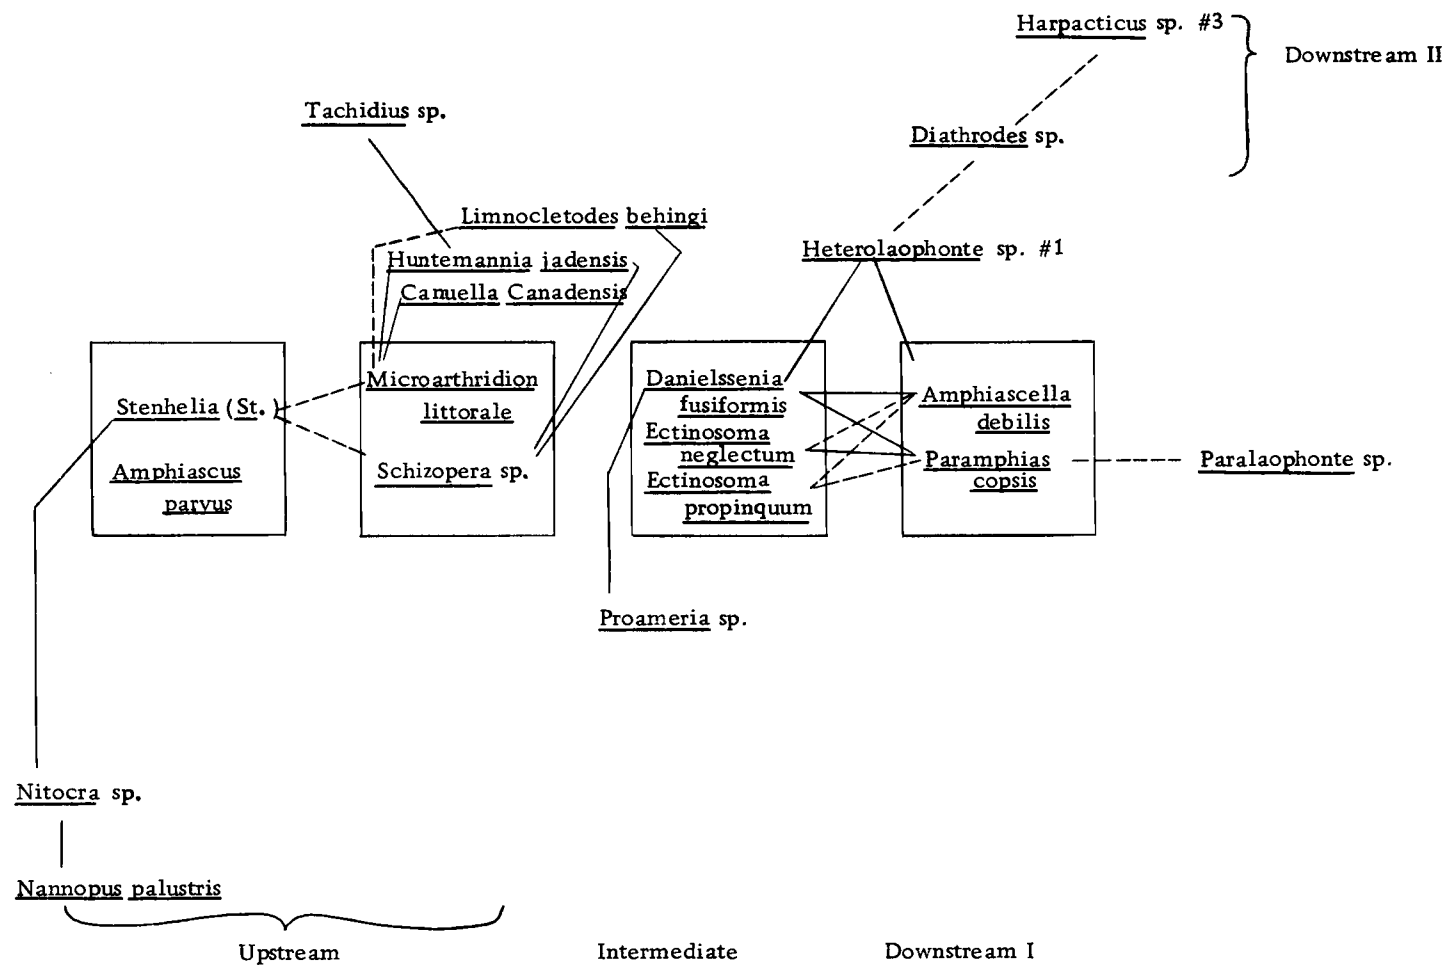 Harpacticus sp. #3
Downstream II
Tachidius sp.
Diathrodes sp.
Limnocletodes behingi
Heterolaophonte sp. #1
Huntemannia jadensis
Canuella Canadensis
Stenhelia (St.)
Amphiascus
parvus
Microarthridion
littorale
Schizopera sp.
Danielssenia
fusiformis
Ectinosoma
neglectum
Ectinosoma
propinquum
Amphiascella
debilis
Paramphias
copsis
Paralaophonte sp.
Proameria sp.
Nitocra sp.
Nannopus palustris
Upstream
Intermediate
Downstream I